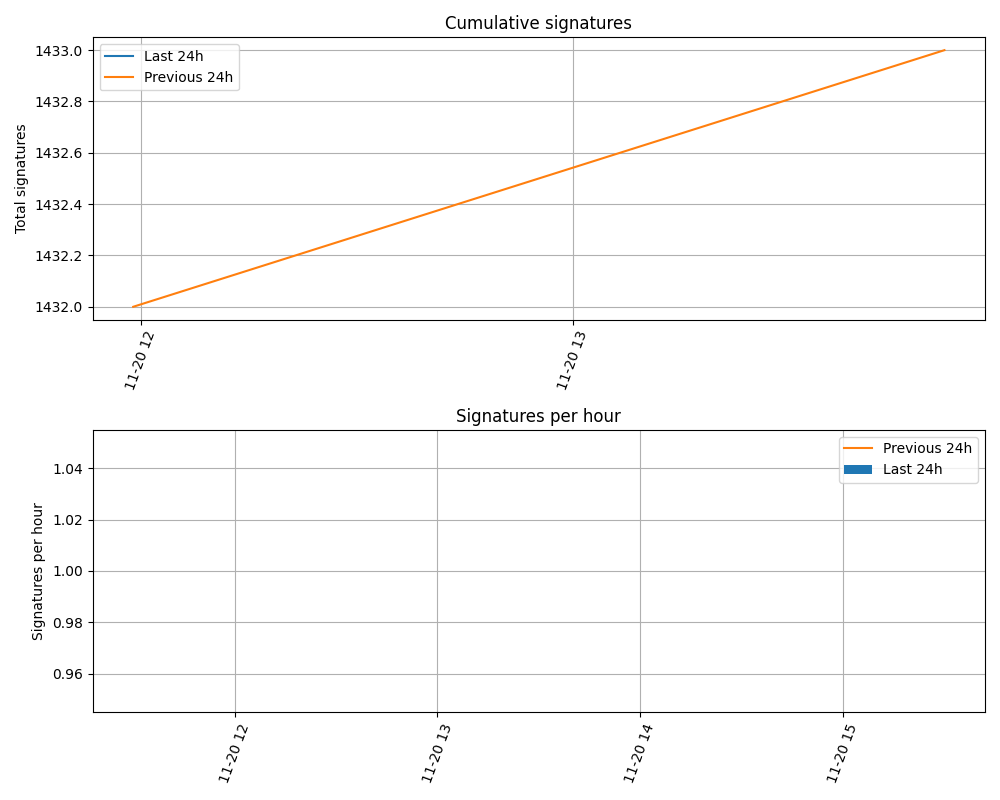 Cumulative signatures
Last 24h
Previous 24h
Total signatures
1433.0
1432.8
1432.6
1432.4
1432.2
1432.0
11-20 12
11-20 13
Signatures per hour
Previous 24h
Last 24h
Signatures per hour
1.04
1.02
1.00
0.98
0.96
11-20 12
11-20 13
11-20 14
11-20 15